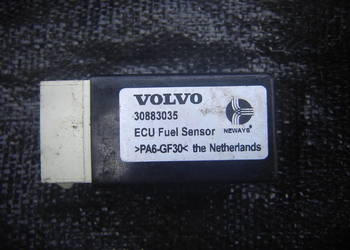 VOLVO
30883035
ECU Fuel Sensor
NEWAYS
>PA6-GF30< the Netherlands